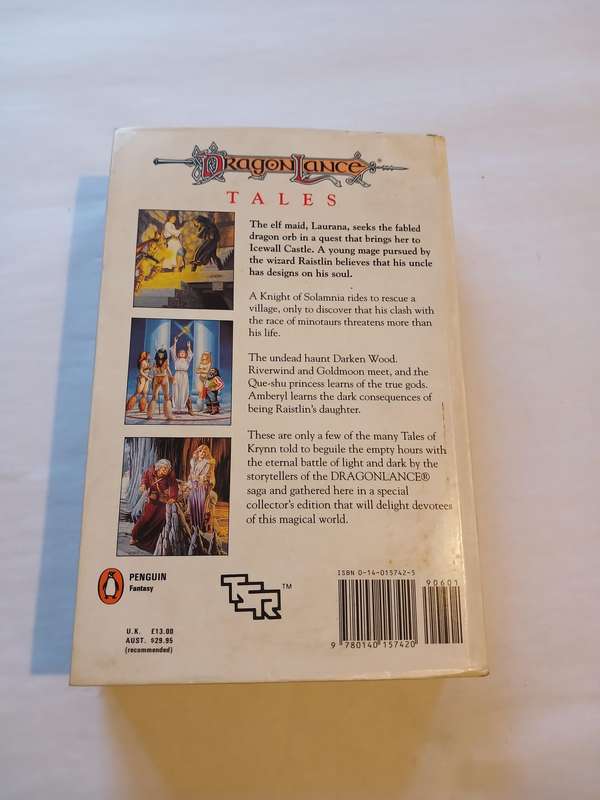 DRAGONLANCE®
TALES
The elf maid, Laurana, seeks the fabled
dragon orb in a quest that brings her to
Icewall Castle. A young mage pursued by
the wizard Raistlin believes that his uncle
has designs on his soul.
A Knight of Solamnia rides to rescue a
village, only to discover that his clash with
the race of minotaurs threatens more than
his life.
The undead haunt Darken Wood.
Riverwind and Goldmoon meet, and the
Que-shu princess learns of the true gods.
Amberyl learns the dark consequences of
being Raistlin's daughter.
These are only a few of the many Tales of
Krynn told to beguile the empty hours with
the eternal battle of light and dark by the
storytellers of the DRAGONLANCE®
saga and gathered here in a special
collector's edition that will delight devotees
of this magical world.
PENGUIN
Fantasy
TSR™
U.K. £13.00
AUST. $29.95
(recommended)
ISBN 0-14-015742-5
90601
9 780140 157420